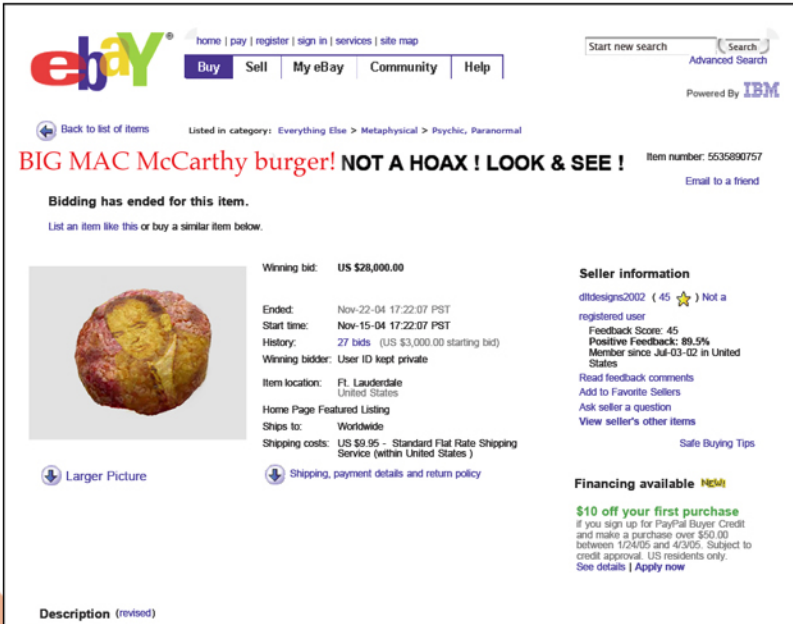 ebaY®
home | pay | register | sign in | services | site map
Start new search Search
Buy Sell My eBay Community Help
Advanced Search
Powered By IBM
Back to list of items
Listed in category: Everything Else > Metaphysical > Psychic, Paranormal
BIG MAC McCarthy burger! NOT A HOAX ! LOOK & SEE !
Item number: 5535890757
Email to a friend
Bidding has ended for this item.
List an item like this or buy a similar item below.
Winning bid: US $28,000.00
Ended: Nov-22-04 17:22:07 PST
Start time: Nov-15-04 17:22:07 PST
History: 27 bids (US $3,000.00 starting bid)
Winning bidder: User ID kept private
Item location: Ft. Lauderdale
United States
Home Page Featured Listing
Ships to: Worldwide
Shipping costs: US $9.95 - Standard Flat Rate Shipping
Service (within United States )
Larger Picture
Shipping, payment details and return policy
Seller information
dltdesigns2002 ( 45 ) Not a
registered user
Feedback Score: 45
Positive Feedback: 89.5%
Member since Jul-03-02 in United
States
Read feedback comments
Add to Favorite Sellers
Ask seller a question
View seller's other items
Safe Buying Tips
Financing available NEW!
$10 off your first purchase
if you sign up for PayPal Buyer Credit
and make a purchase over $50.00
between 1/24/05 and 4/3/05. Subject to
credit approval. US residents only.
See details | Apply now
Description (revised)